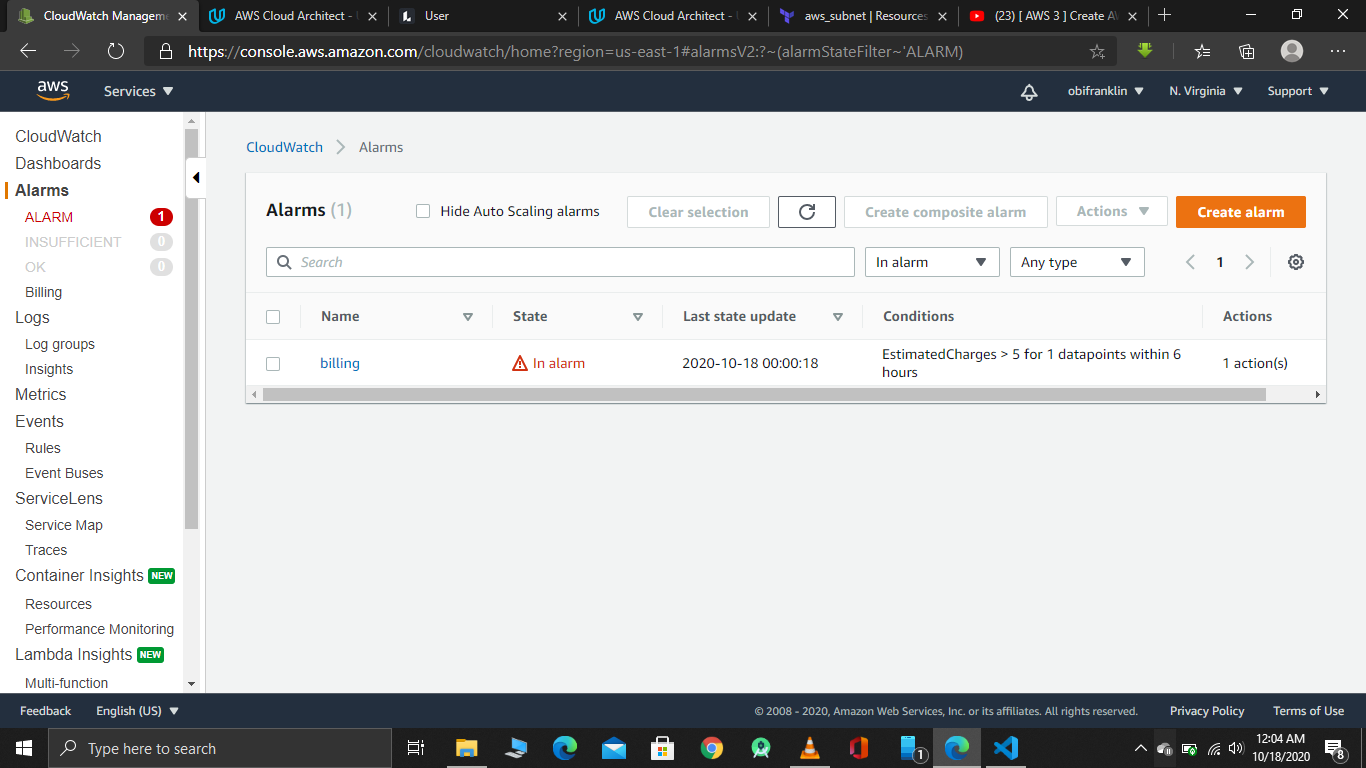 CloudWatch Managem
AWS Cloud Architect -
User
AWS Cloud Architect -
aws_subnet | Resources
(23) [ AWS 3 ] Create A
https://console.aws.amazon.com/cloudwatch/home?region=us-east-1#alarmsV2:?~(alarmStateFilter~'ALARM)
aws
Services
obifranklin
N. Virginia
Support
CloudWatch
Dashboards
Alarms
ALARM 1
INSUFFICIENT 0
OK 0
Billing
Logs
Log groups
Insights
Metrics
Events
Rules
Event Buses
ServiceLens
Service Map
Traces
Container Insights NEW
Resources
Performance Monitoring
Lambda Insights NEW
Multi-function
CloudWatch > Alarms
Alarms (1)
Hide Auto Scaling alarms
Clear selection
Create composite alarm
Actions
Create alarm
Search
In alarm
Any type
1
Name State Last state update Conditions Actions
billing In alarm 2020-10-18 00:00:18 EstimatedCharges > 5 for 1 datapoints within 6 1 action(s)
hours
Feedback
English (US)
© 2008 - 2020, Amazon Web Services, Inc. or its affiliates. All rights reserved.
Privacy Policy
Terms of Use
Type here to search
1
12:04 AM
10/18/2020
8